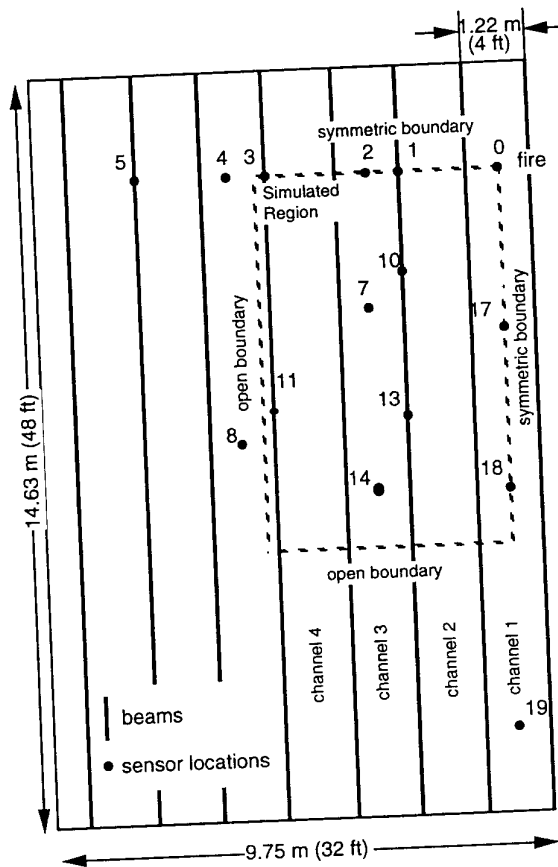 1.22 m
(4 ft)
symmetric boundary
5
4
3
2
1
0
fire
Simulated
Region
10
7
17
open boundary
symmetric boundary
11
13
8
14
18
14.63 m (48 ft)
open boundary
channel 4
channel 3
channel 2
channel 1
beams
19
sensor locations
9.75 m (32 ft)